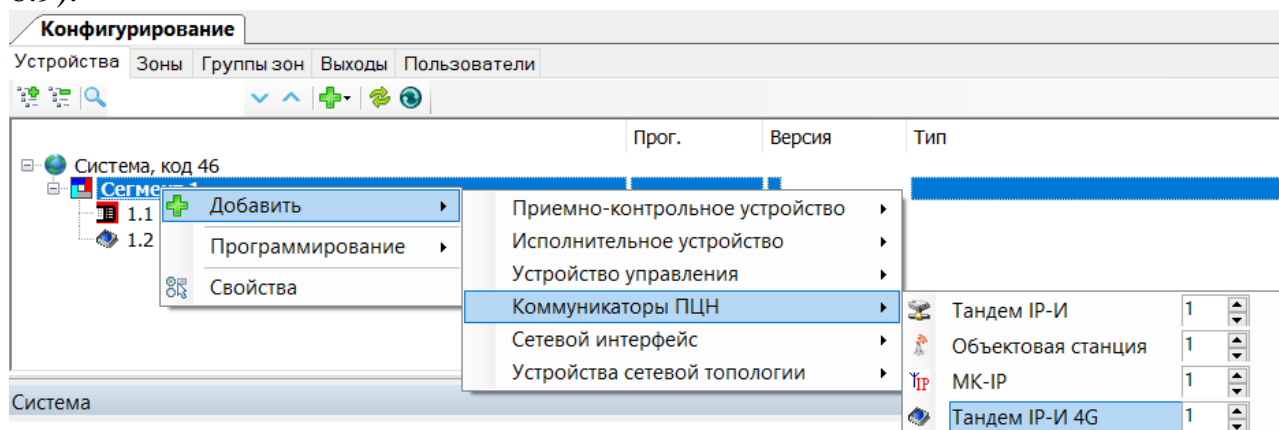 Конфигурирование
Устройства Зоны Группы зон Выходы Пользователи
Прог. Версия Тип
Система, код 46
1.1
1.2
Добавить
Программирование
Свойства
Приемно-контрольное устройство
Исполнительное устройство
Устройство управления
Коммуникаторы ПЦН
Сетевой интерфейс
Устройства сетевой топологии
Тандем IP-И 1
Объектовая станция 1
МК-IP 1
Тандем IP-И 4G 1
Система